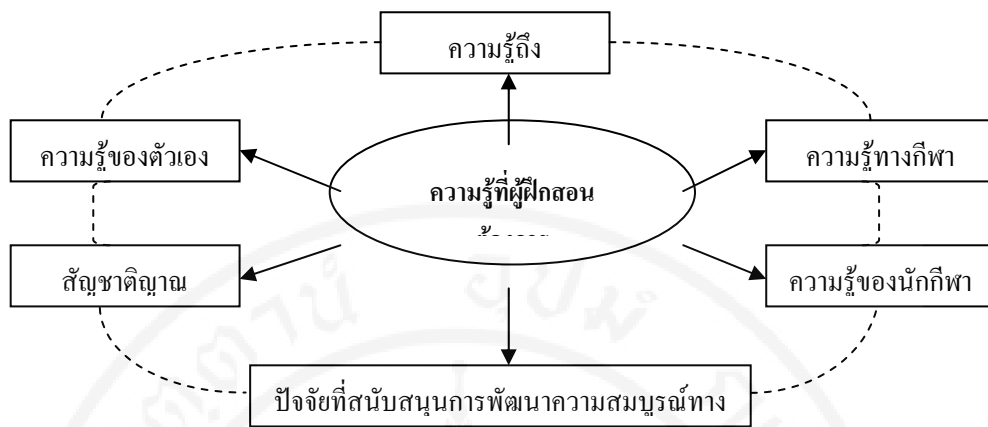 ความรู้ถึง
ความรู้ของตัวเอง
ความรู้ทางกีฬา
ความรู้ที่ผู้ฝึกสอน
สัญชาติญาณ
ความรู้ของนักกีฬา
ปัจจัยที่สนับสนุนการพัฒนาความสมบูรณ์ทาง